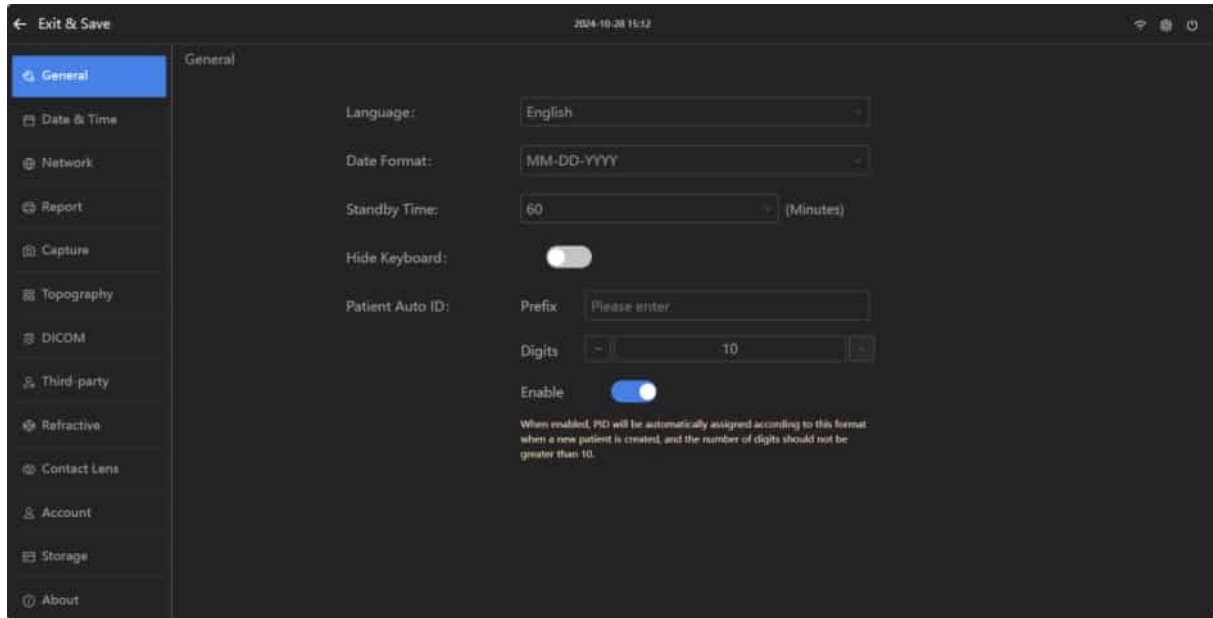 Exit & Save
2024-10-28 15:12
General
Date & Time
Network
Report
Capture
Topography
DICOM
Third-party
Refractive
Contact Lens
Account
Storage
About
General
Language:
English
Date Format:
MM-DD-YYYY
Standby Time:
60
(Minutes)
Hide Keyboard:
Patient Auto ID:
Prefix
Please enter
Digits
-
10
Enable
When enabled, PID will be automatically assigned according to this format
when a new patient is created, and the number of digits should not be
greater than 10.